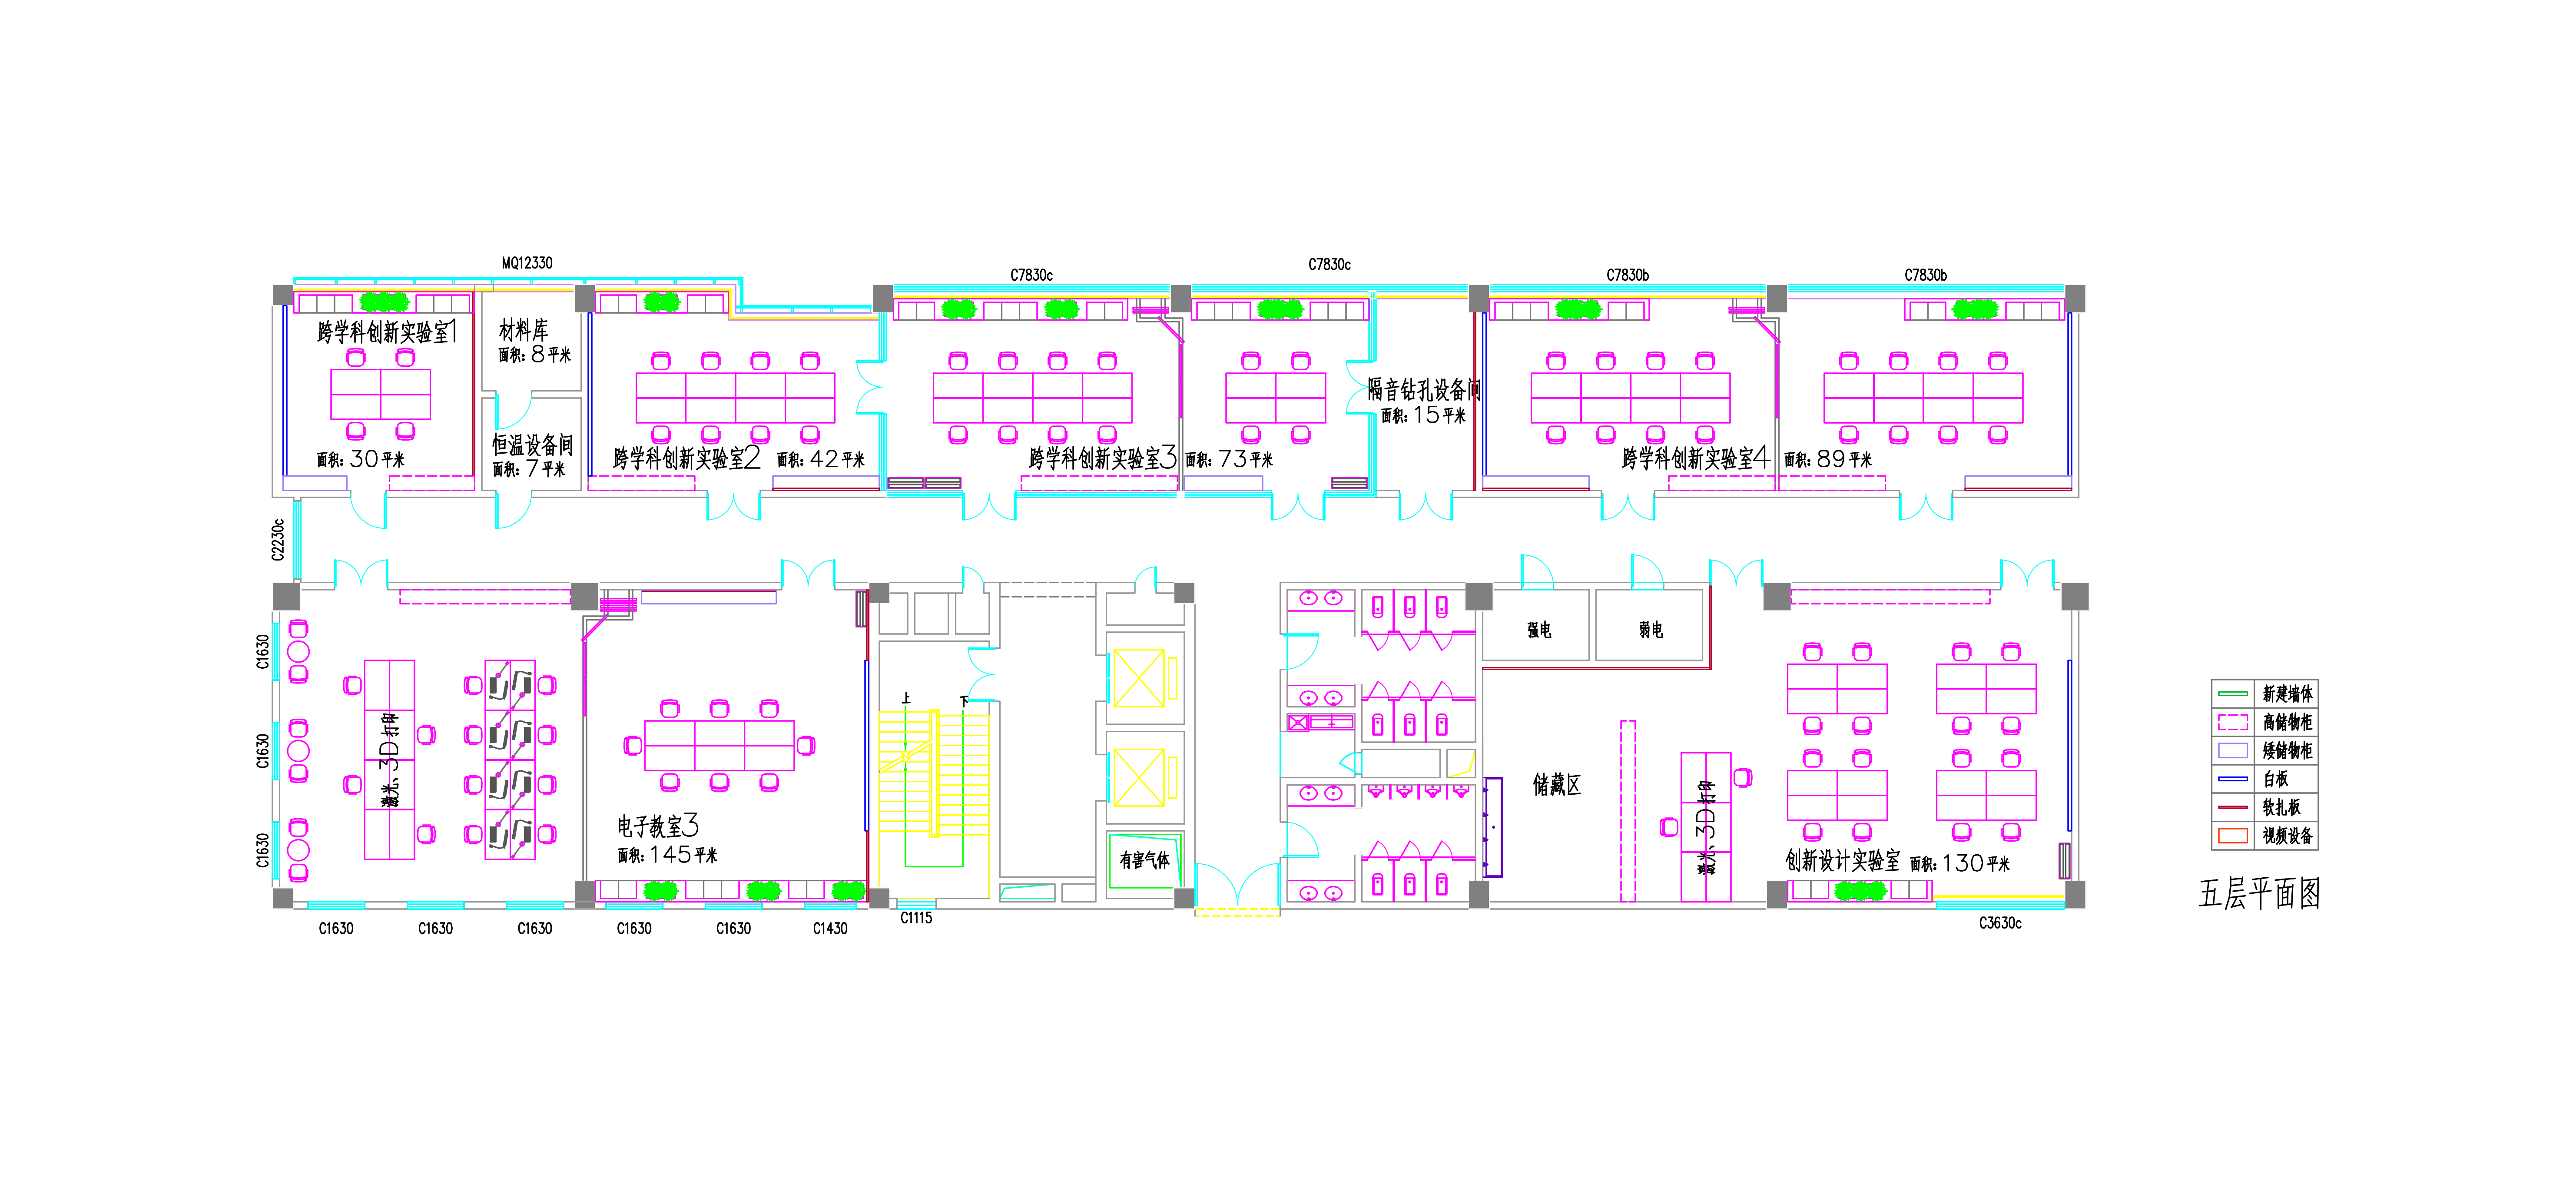 MQ12330
C7830c
C7830c
C7830b
C7830b
跨学科创新实验室1
面积: 30 平米
材料库
面积: 8 平米
恒温设备间
面积: 7 平米
跨学科创新实验室2 面积: 42 平米
跨学科创新实验室3 面积: 73 平米
隔音钻孔设备间
面积: 15 平米
跨学科创新实验室4 面积: 89 平米
C2230c
C1630
C1630
C1630
激光、3D打印
电子教室3
面积: 145 平米
上
下
有害气体
强电
弱电
储藏区
激光、3D打印
创新设计实验室 面积: 130 平米
C1630
C1630
C1630
C1630
C1630
C1430
C1115
C3630c
新建墙体
高储物柜
矮储物柜
白板
软扎板
视频设备
五层平面图